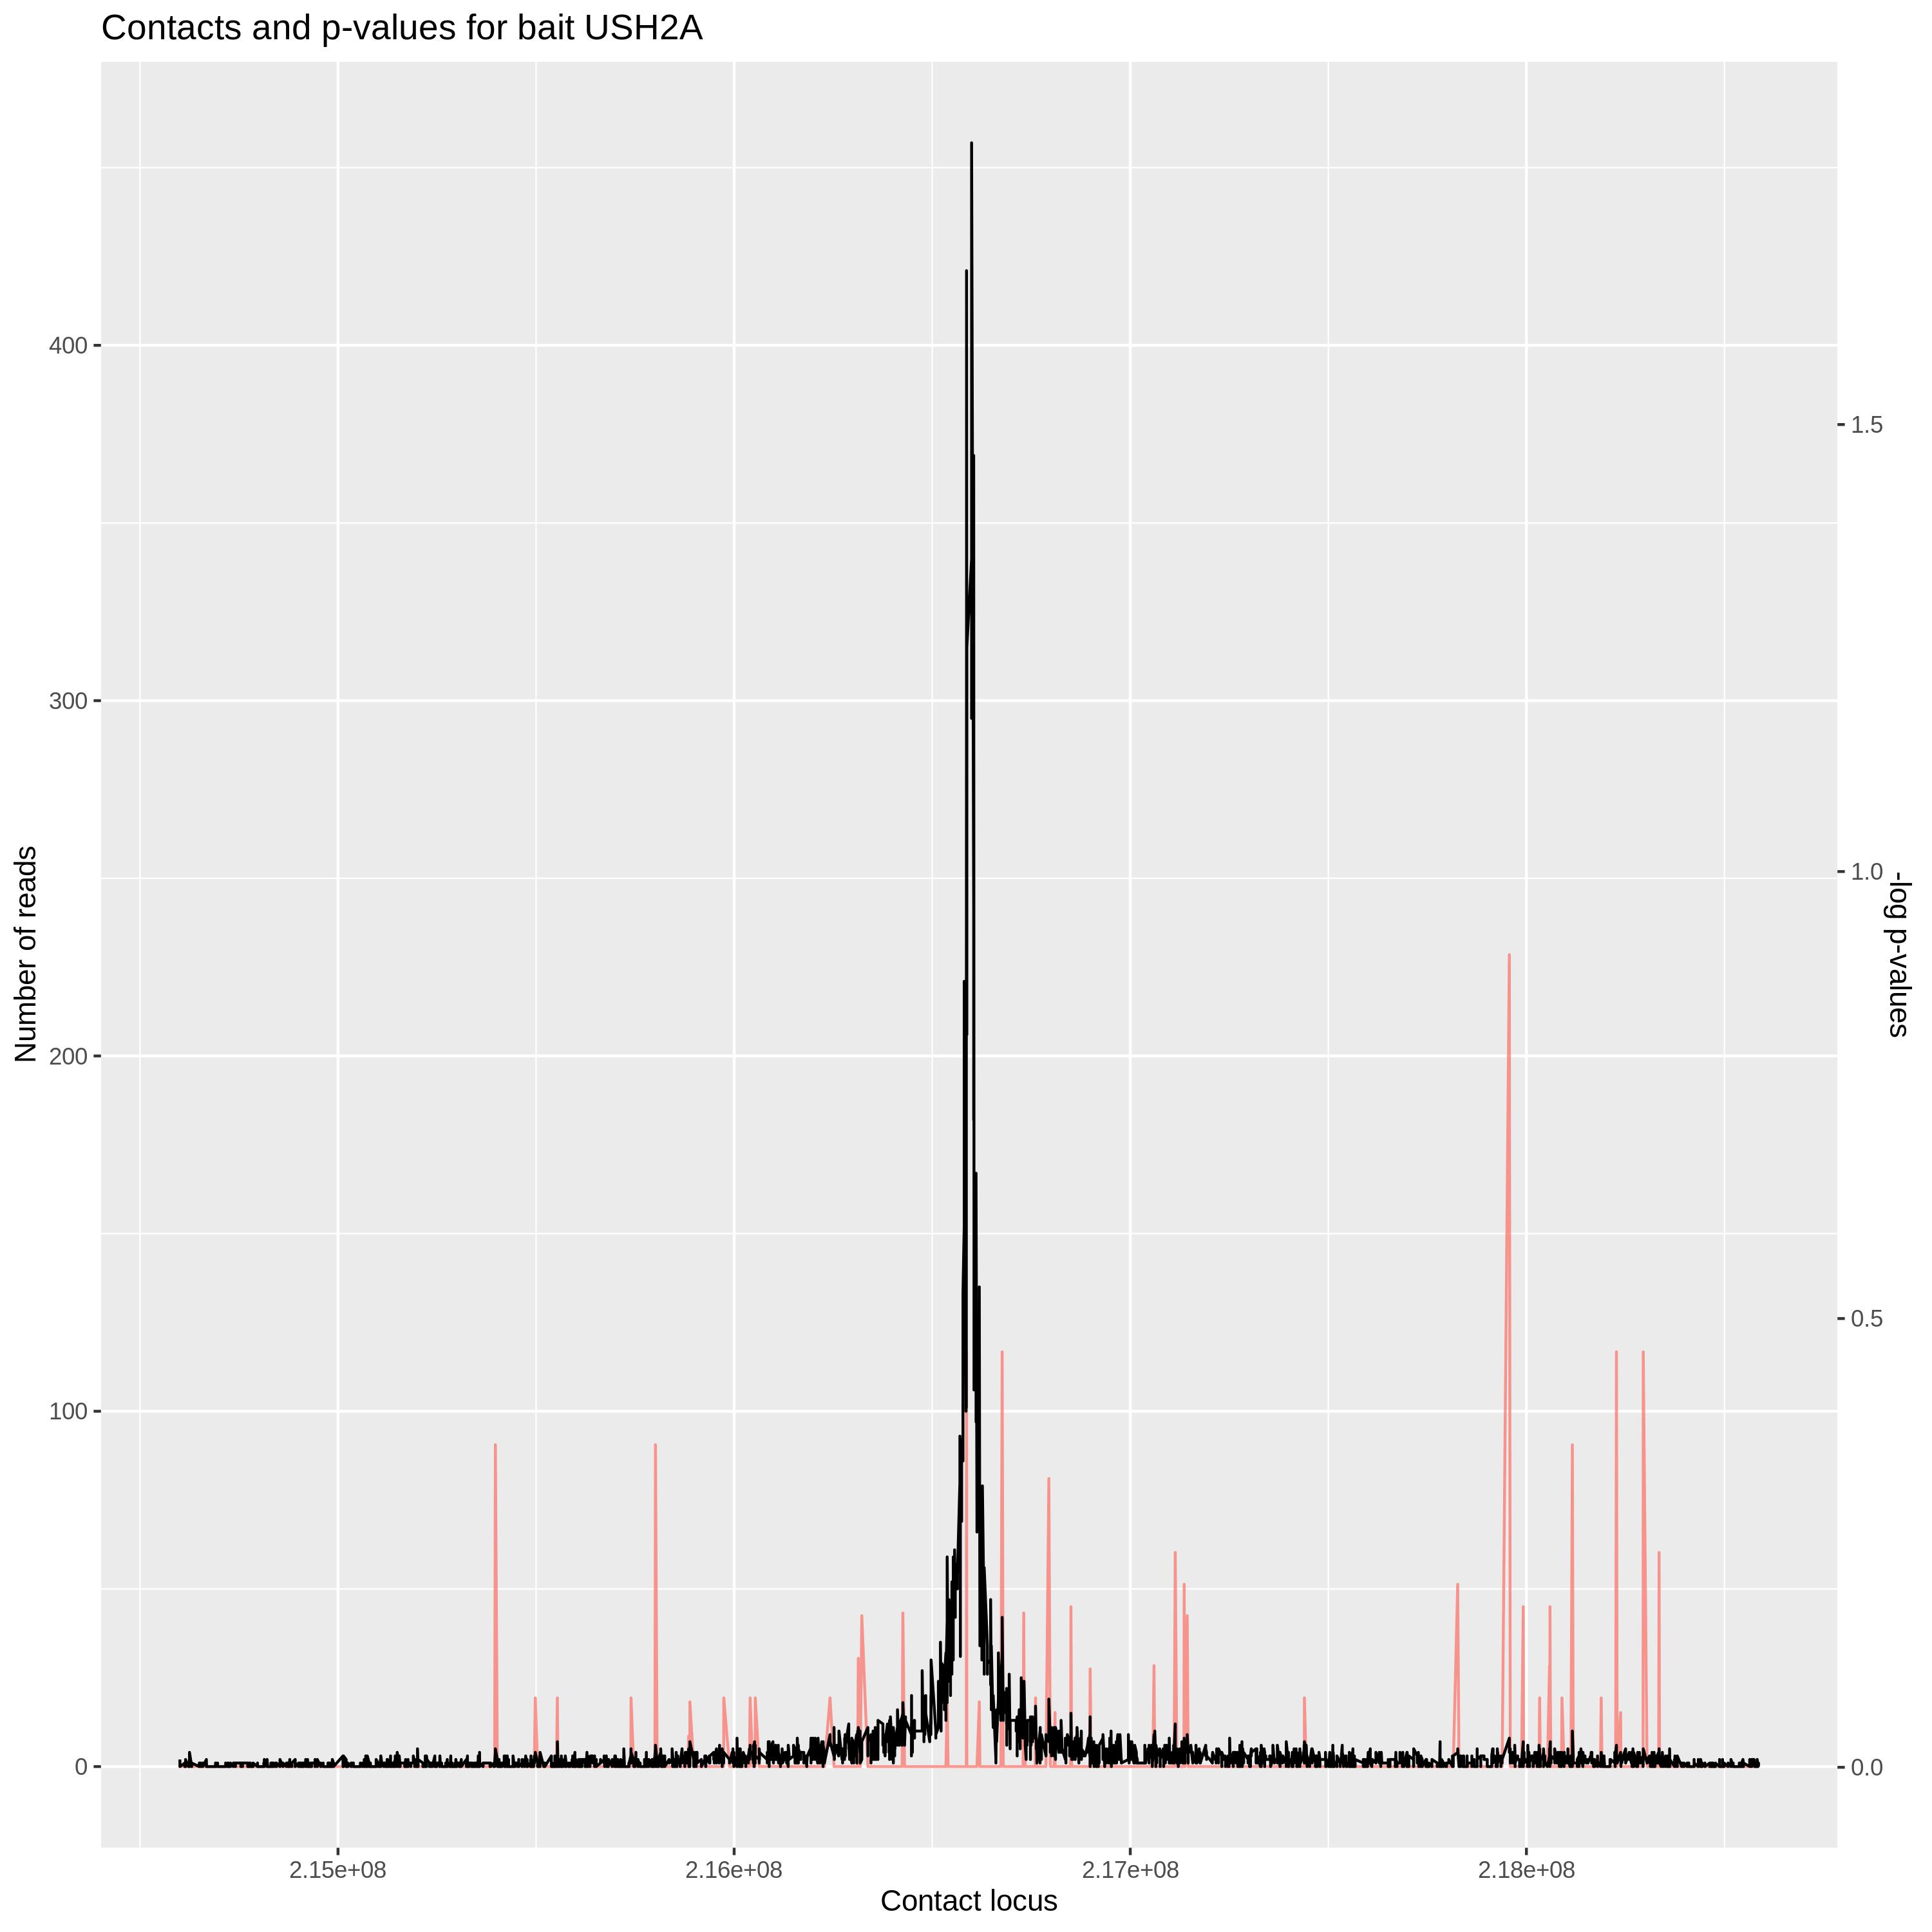 Contacts and p-values for bait USH2A
Number of reads
400
300
200
100
0
1.5
1.0
0.5
0.0
-log p-values
2.15e+08
2.16e+08
2.17e+08
2.18e+08
Contact locus